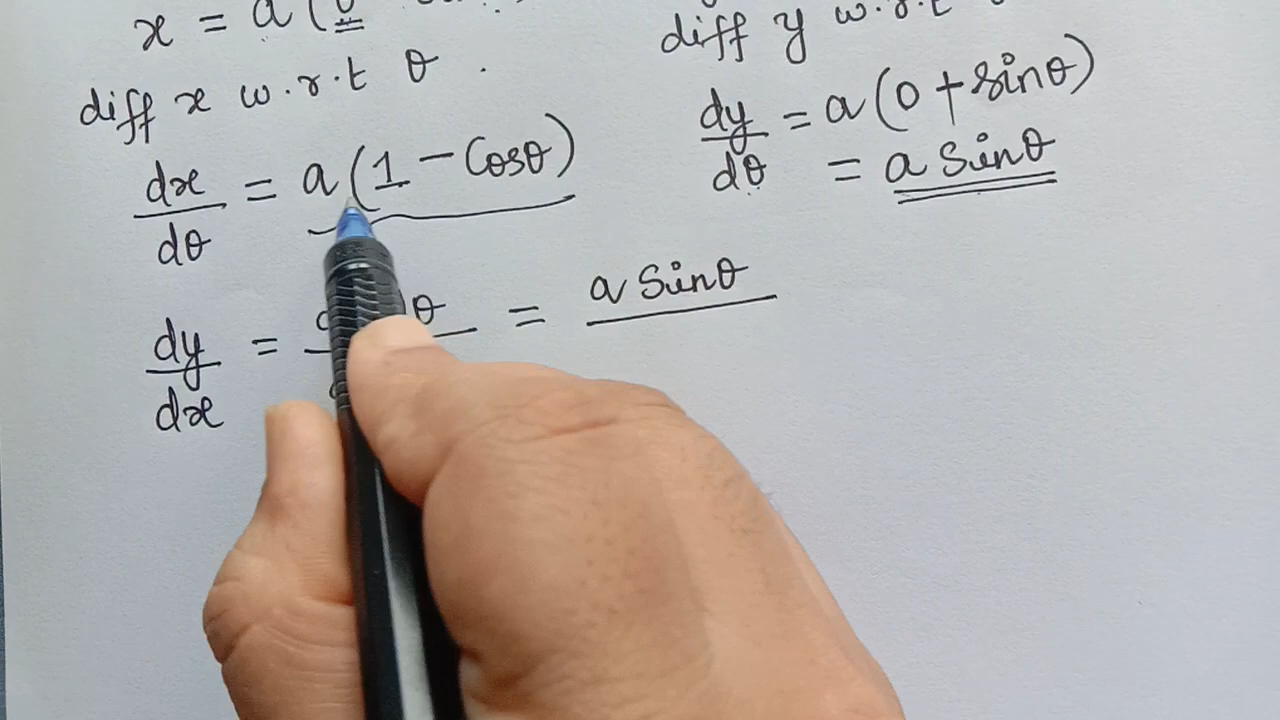 x = a (θ
diff x w.r.t θ .
dx/dθ = a(1 - Cosθ)
diff y w.r.t
dy/dθ = a(0 + sinθ)
= a Sinθ
dy/dx = θ = a Sinθ